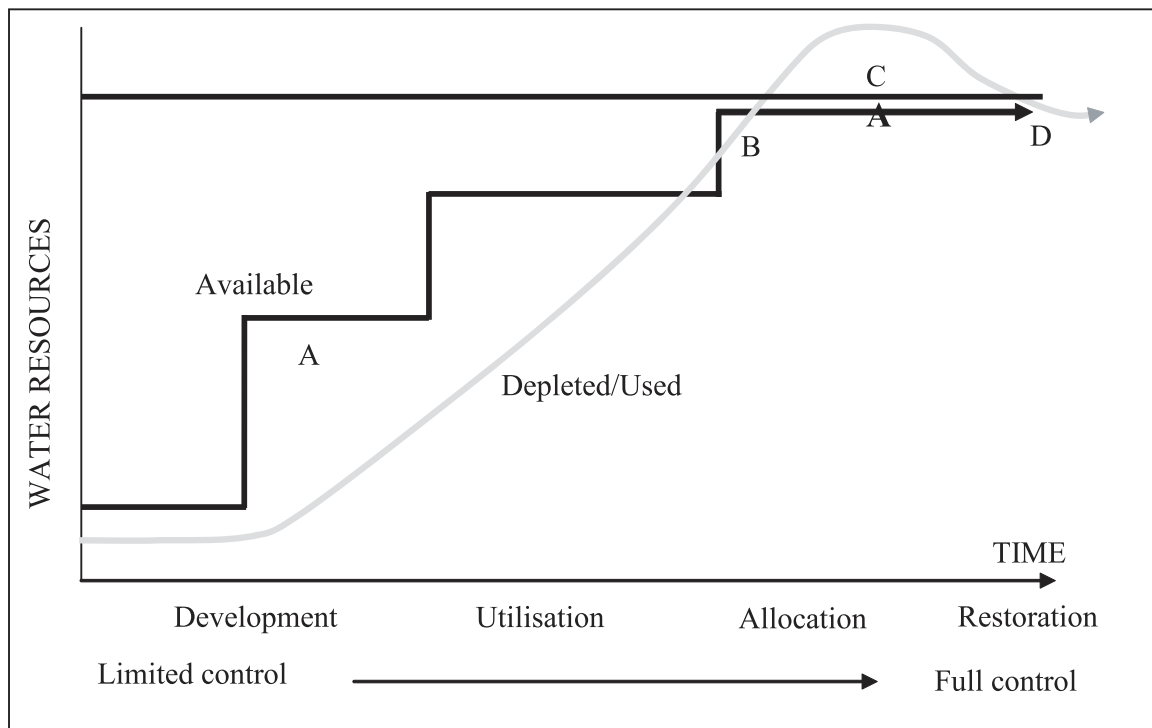 C
A
D
B
Available
A
Depleted/Used
WATER RESOURCES
TIME
Development Utilisation Allocation Restoration
Limited control Full control